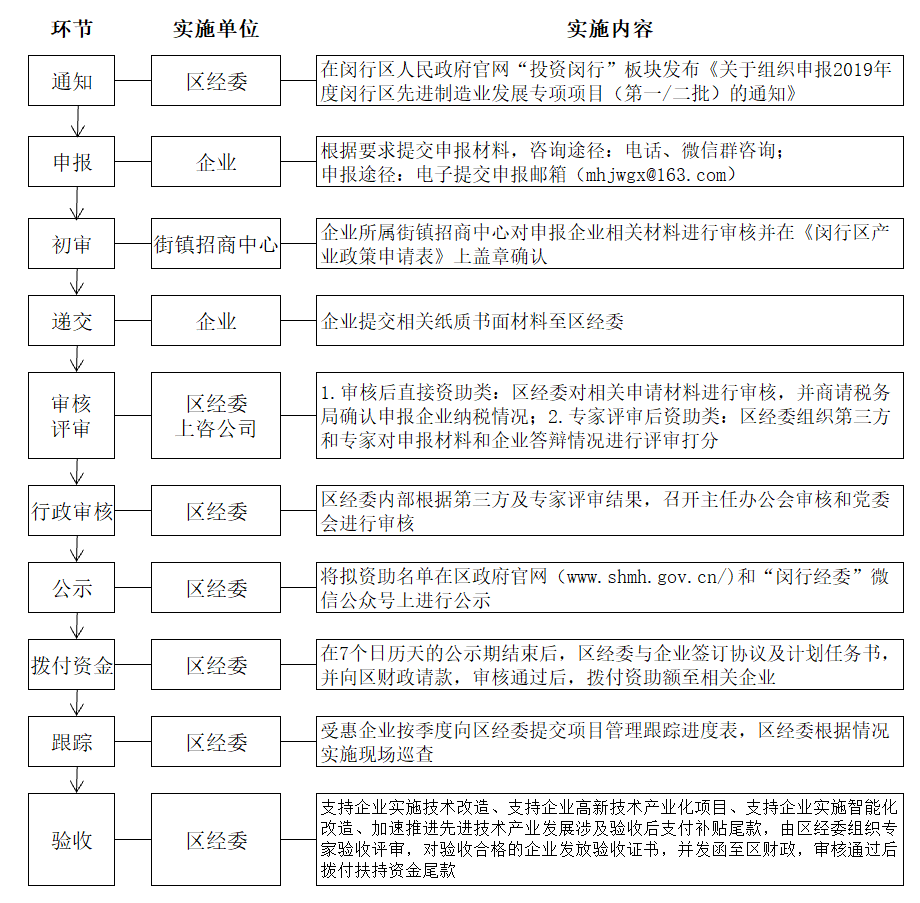 环节 实施单位 实施内容
通知 区经委 在闵行区人民政府官网“投资闵行”板块发布《关于组织申报2019年
度闵行区先进制造业发展专项项目（第一/二批）的通知》
申报 企业 根据要求提交申报材料，咨询途径：电话、微信群咨询；
申报途径：电子提交申报邮箱（mhjwgx@163.com）
初审 街镇招商中心 企业所属街镇招商中心对申报企业相关材料进行审核并在《闵行区产
业政策申请表》上盖章确认
递交 企业 企业提交相关纸质书面材料至区经委
审核
评审
区经委
上咨公司
1.审核后直接资助类：区经委对相关申请材料进行审核，并商请税务
局确认申报企业纳税情况；2.专家评审后资助类：区经委组织第三方
和专家对申报材料和企业答辩情况进行评审打分
行政审核 区经委 区经委内部根据第三方及专家评审结果，召开主任办公会审核和党委
会进行审核
公示 区经委 将拟资助名单在区政府官网（www.shmh.gov.cn/)和“闵行经委”微
信公众号上进行公示
拨付资金 区经委 在7个日历天的公示期结束后，区经委与企业签订协议及计划任务书，
并向区财政请款，审核通过后，拨付资助额至相关企业
跟踪 区经委 受惠企业按季度向区经委提交项目管理跟踪进度表，区经委根据情况
实施现场巡查
验收 区经委 支持企业实施技术改造、支持企业高新技术产业化项目、支持企业实施智能化
改造、加速推进先进技术产业发展涉及验收后支付补贴尾款，由区经委组织专
家验收评审，对验收合格的企业发放验收证书，并发函至区财政，审核通过后
拨付扶持资金尾款